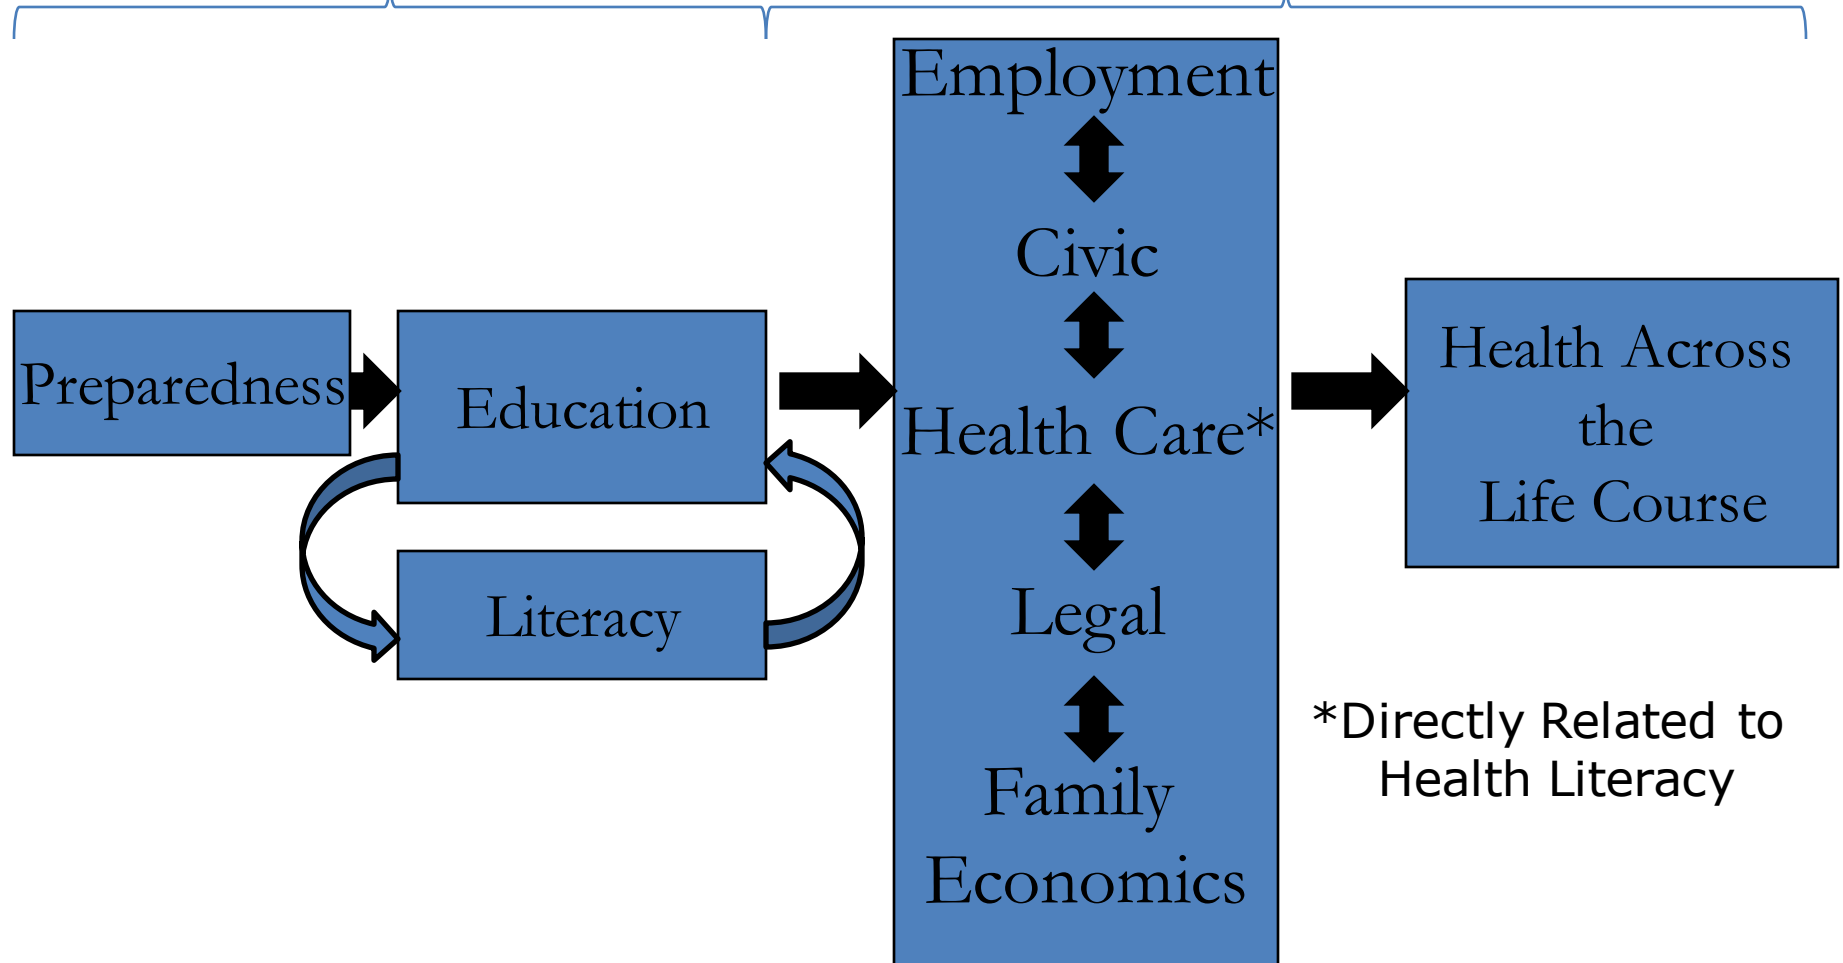 Preparedness
Education
Literacy
Employment
Civic
Health Care*
Legal
Family
Economics
Health Across
the
Life Course
*Directly Related to
Health Literacy